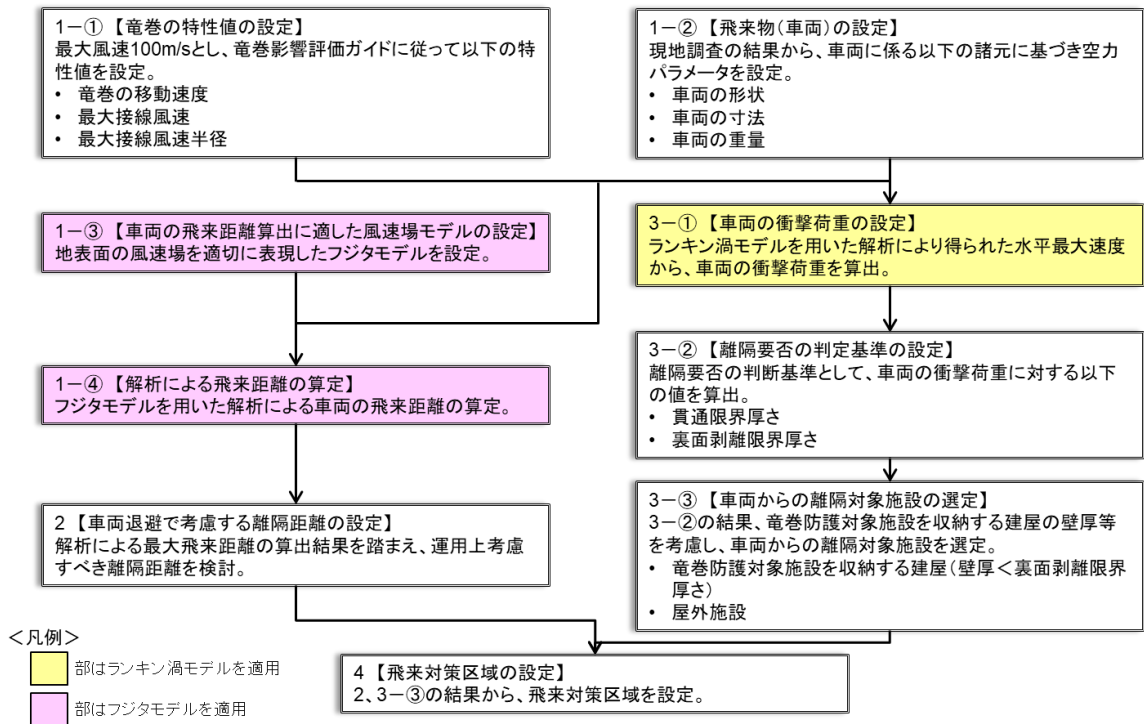 1－① 【竜巻の特性値の設定】
最大風速100m/sとし、竜巻影響評価ガイドに従って以下の特
性値を設定。
• 竜巻の移動速度
• 最大接線風速
• 最大接線風速半径
1－② 【飛来物(車両)の設定】
現地調査の結果から、車両に係る以下の諸元に基づき空力
パラメータを設定。
• 車両の形状
• 車両の寸法
• 車両の重量
1－③ 【車両の飛来距離算出に適した風速場モデルの設定】
地表面の風速場を適切に表現したフジタモデルを設定。
3－① 【車両の衝撃荷重の設定】
ランキン渦モデルを用いた解析により得られた水平最大速度
から、車両の衝撃荷重を算出。
1－④ 【解析による飛来距離の算定】
フジタモデルを用いた解析による車両の飛来距離の算定。
3－② 【離隔要否の判定基準の設定】
離隔要否の判断基準として、車両の衝撃荷重に対する以下
の値を算出。
• 貫通限界厚さ
• 裏面剥離限界厚さ
2 【車両退避で考慮する離隔距離の設定】
解析による最大飛来距離の算出結果を踏まえ、運用上考慮
すべき離隔距離を検討。
3－③ 【車両からの離隔対象施設の選定】
3－②の結果、竜巻防護対象施設を収納する建屋の壁厚等
を考慮し、車両からの離隔対象施設を選定。
• 竜巻防護対象施設を収納する建屋(壁厚＜裏面剥離限界
厚さ)
• 屋外施設
4 【飛来対策区域の設定】
2、3－③の結果から、飛来対策区域を設定。
＜凡例＞
部はランキン渦モデルを適用
部はフジタモデルを適用